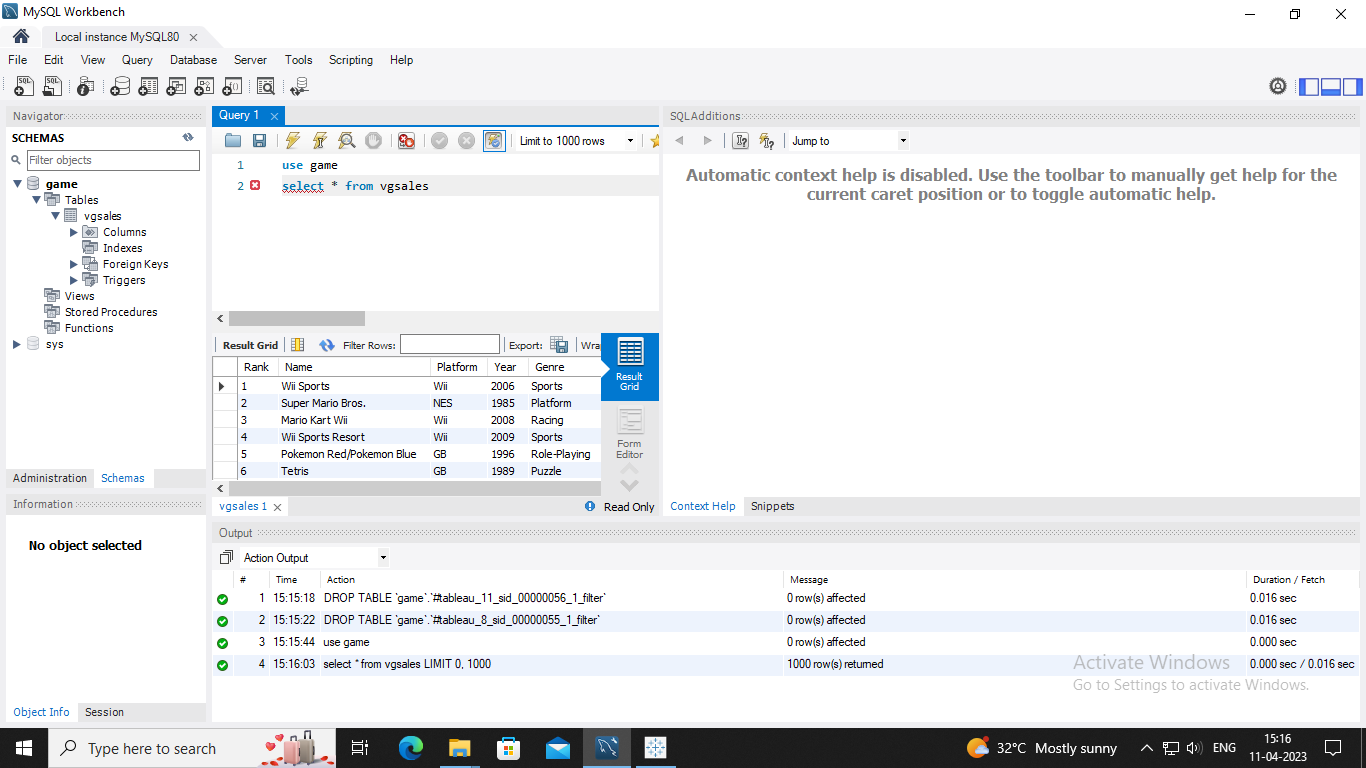 MySQL Workbench
Local instance MySQL80
File Edit View Query Database Server Tools Scripting Help
Navigator
SCHEMAS
Filter objects
game
Tables
vgsales
Columns
Indexes
Foreign Keys
Triggers
Views
Stored Procedures
Functions
sys
Administration Schemas
Information
No object selected
Object Info Session
Query 1
Limit to 1000 rows
1 use game
2 select * from vgsales
Result Grid Filter Rows: Export: Wra
Rank Name Platform Year Genre
1 Wii Sports Wii 2006 Sports
2 Super Mario Bros. NES 1985 Platform
3 Mario Kart Wii Wii 2008 Racing
4 Wii Sports Resort Wii 2009 Sports
5 Pokemon Red/Pokemon Blue GB 1996 Role-Playing
6 Tetris GB 1989 Puzzle
Result
Grid
Form
Editor
vgsales 1
Read Only
SQLAdditions
Jump to
Automatic context help is disabled. Use the toolbar to manually get help for the
current caret position or to toggle automatic help.
Context Help Snippets
Output
Action Output
# Time Action Message Duration / Fetch
1 15:15:18 DROP TABLE `game`.`#tableau_11_sid_00000056_1_filter` 0 row(s) affected 0.016 sec
2 15:15:22 DROP TABLE `game`.`#tableau_8_sid_00000055_1_filter` 0 row(s) affected 0.016 sec
3 15:15:44 use game 0 row(s) affected 0.000 sec
4 15:16:03 select * from vgsales LIMIT 0, 1000 1000 row(s) returned 0.000 sec / 0.016 sec
Activate Windows
Go to Settings to activate Windows.
Type here to search
32°C Mostly sunny
ENG
15:16
11-04-2023